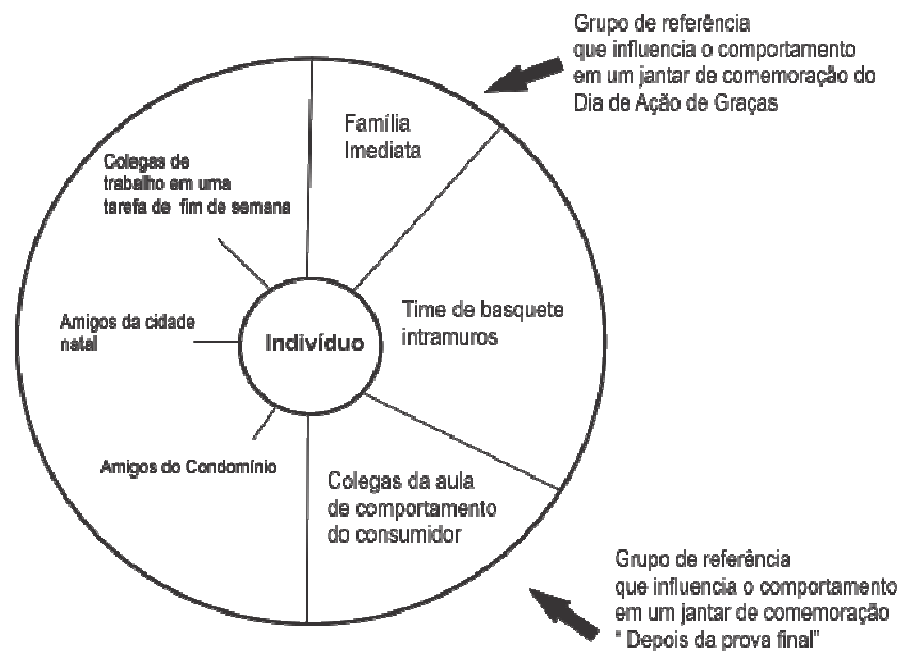 Grupo de referência
que influencia o comportamento
em um jantar de comemoração do
Dia de Ação de Graças
Família
Imediata
Colegas de
trabalho em uma
tarefa de fim de semana
Time de basquete
intramuros
Amigos da cidade
natal
Indivíduo
Amigos do Condomínio
Colegas da aula
de comportamento
do consumidor
Grupo de referência
que influencia o comportamento
em um jantar de comemoração
" Depois da prova final"